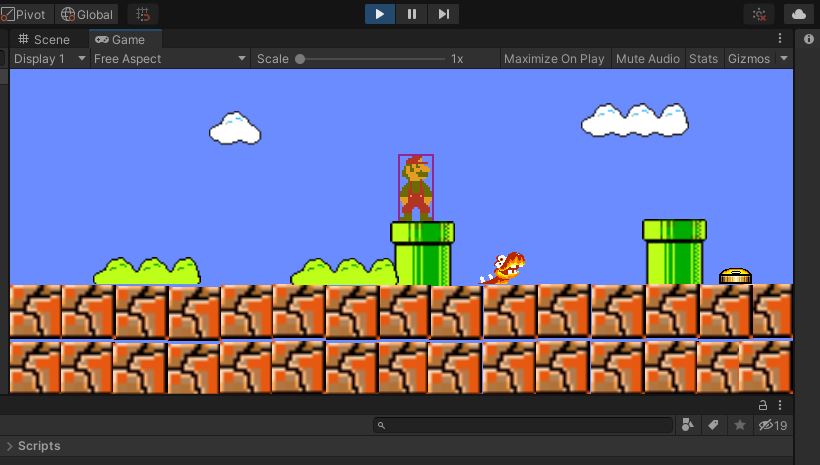 Pivot Global
Scene Game
Display 1 Free Aspect Scale 1x Maximize On Play Mute Audio Stats Gizmos
19
Scripts